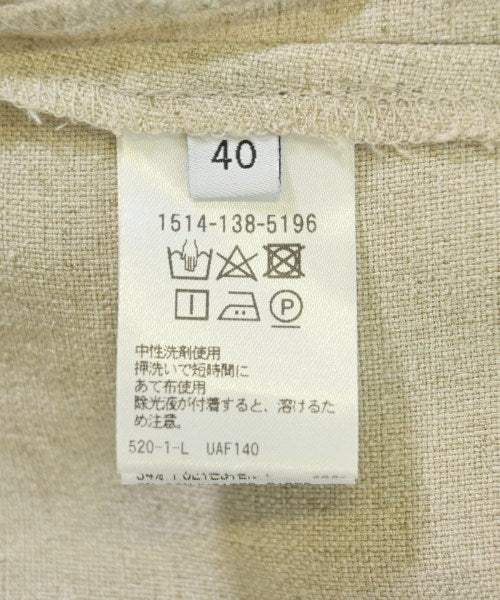 40
1514-138-5196
P
中性洗剤使用
押洗いで短時間に
あて布使用
除光液が付着すると、溶けるた
め注意。
520-1-L UAF140